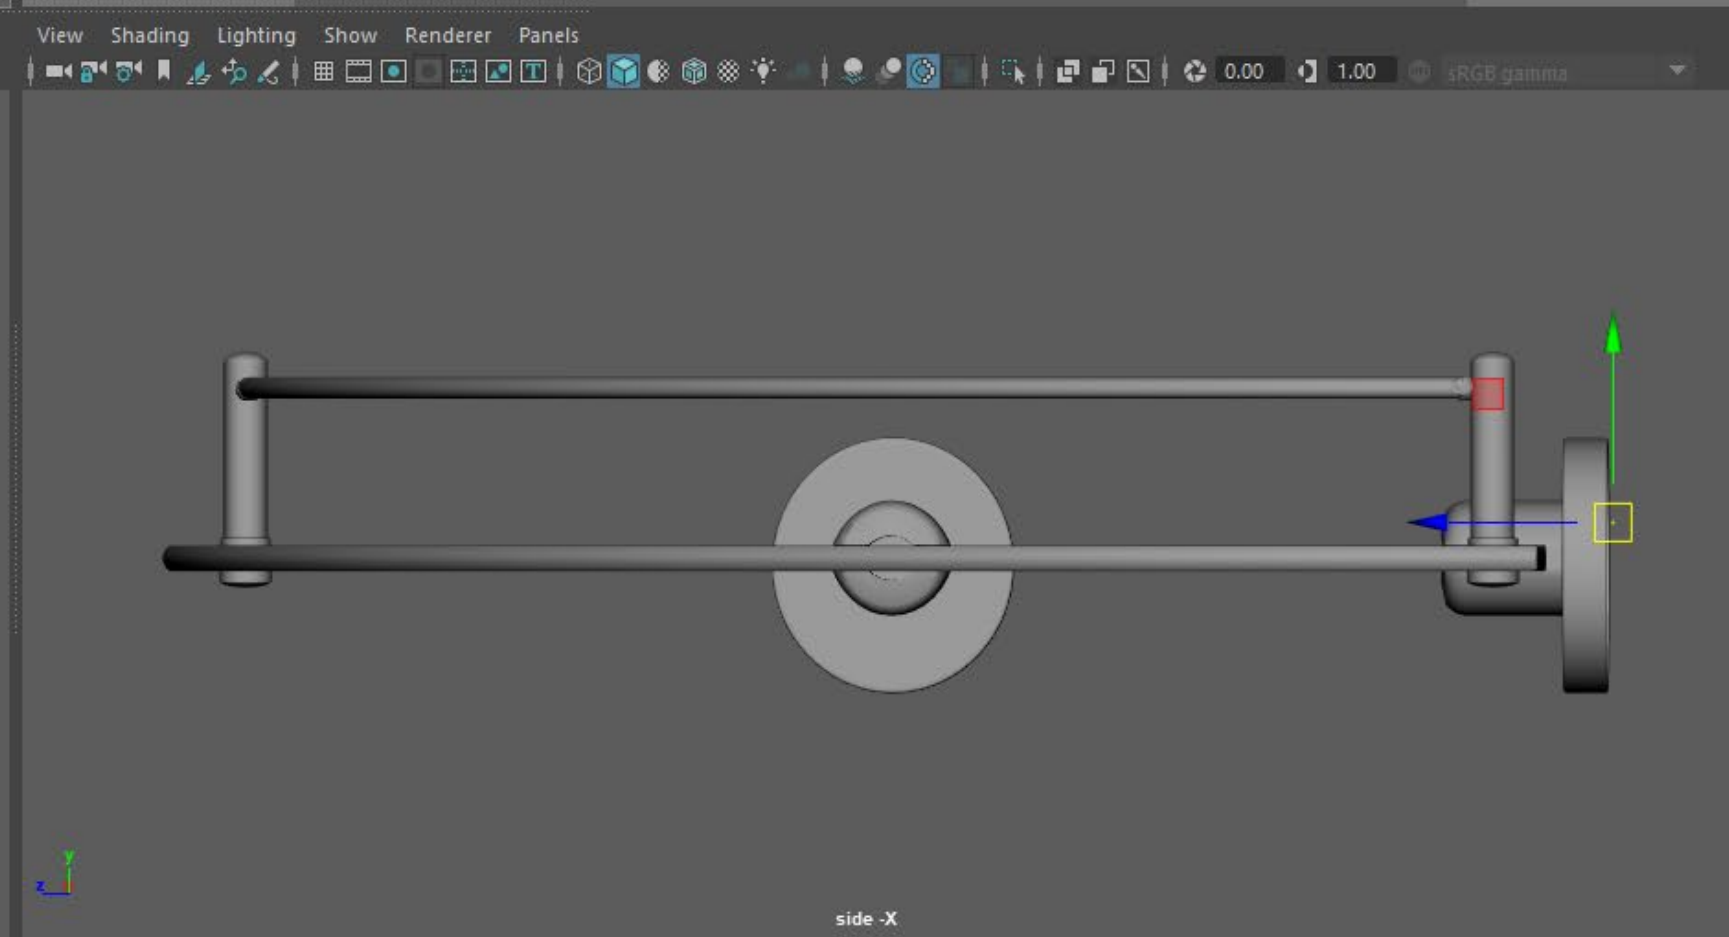 View Shading Lighting Show Renderer Panels
T 0.00 1.00 sRGB gamma
y
z
side -X